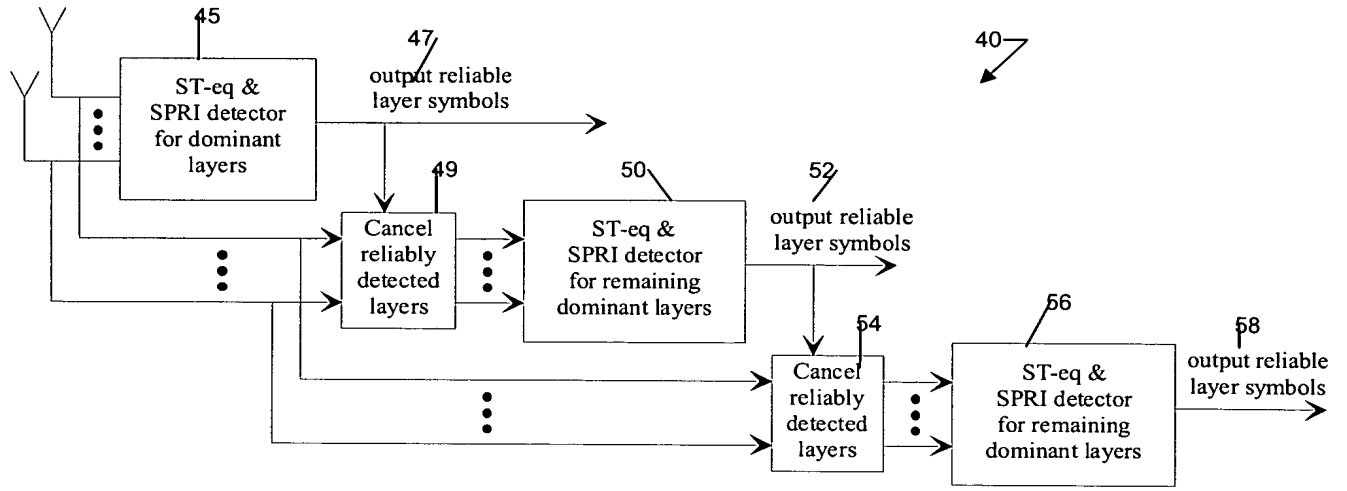 45
47
40
ST-eq &
SPRI detector
for dominant
layers
output reliable
layer symbols
49
50
52
Cancel
reliably
detected
layers
ST-eq &
SPRI detector
for remaining
dominant layers
output reliable
layer symbols
54
56
58
Cancel
reliably
detected
layers
ST-eq &
SPRI detector
for remaining
dominant layers
output reliable
layer symbols